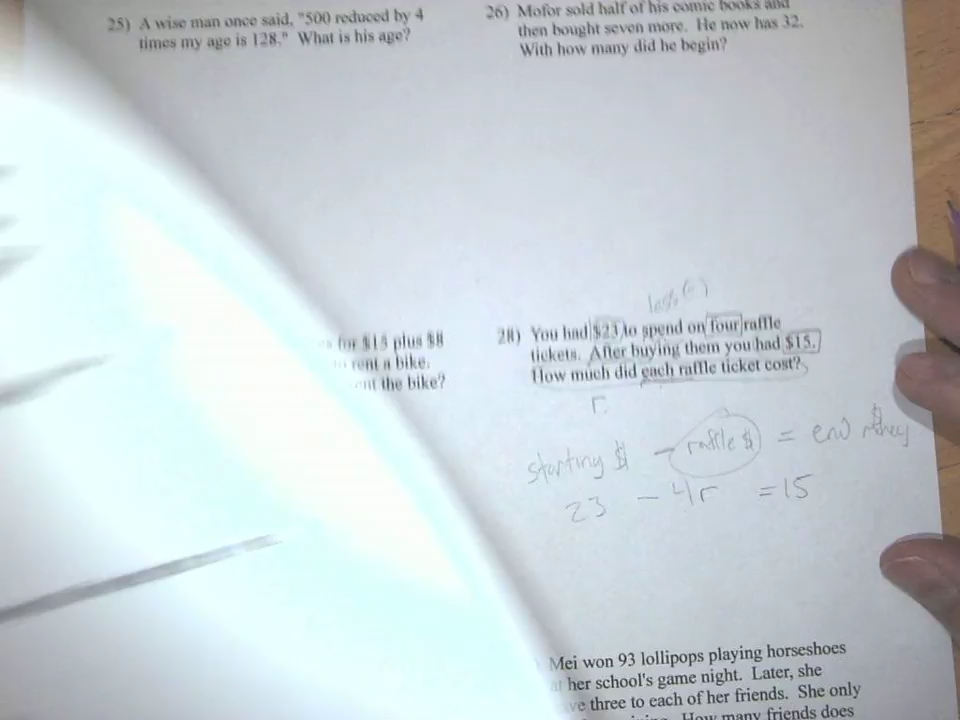 25) A wise man once said, "500 reduced by 4
times my age is 128." What is his age?
26) Mofor sold half of his comic books and
then bought seven more. He now has 32.
With how many did he begin?
for $15 plus $8
rent a bike.
the bike?
28) You had $23 to spend on four raffle
tickets. After buying them you had $15.
How much did each raffle ticket cost?
r
starting $ - raffle $ = end money
23 - 4r = 15
Mei won 93 lollipops playing horseshoes
at her school's game night. Later, she
three to each of her friends. She only
How many friends does